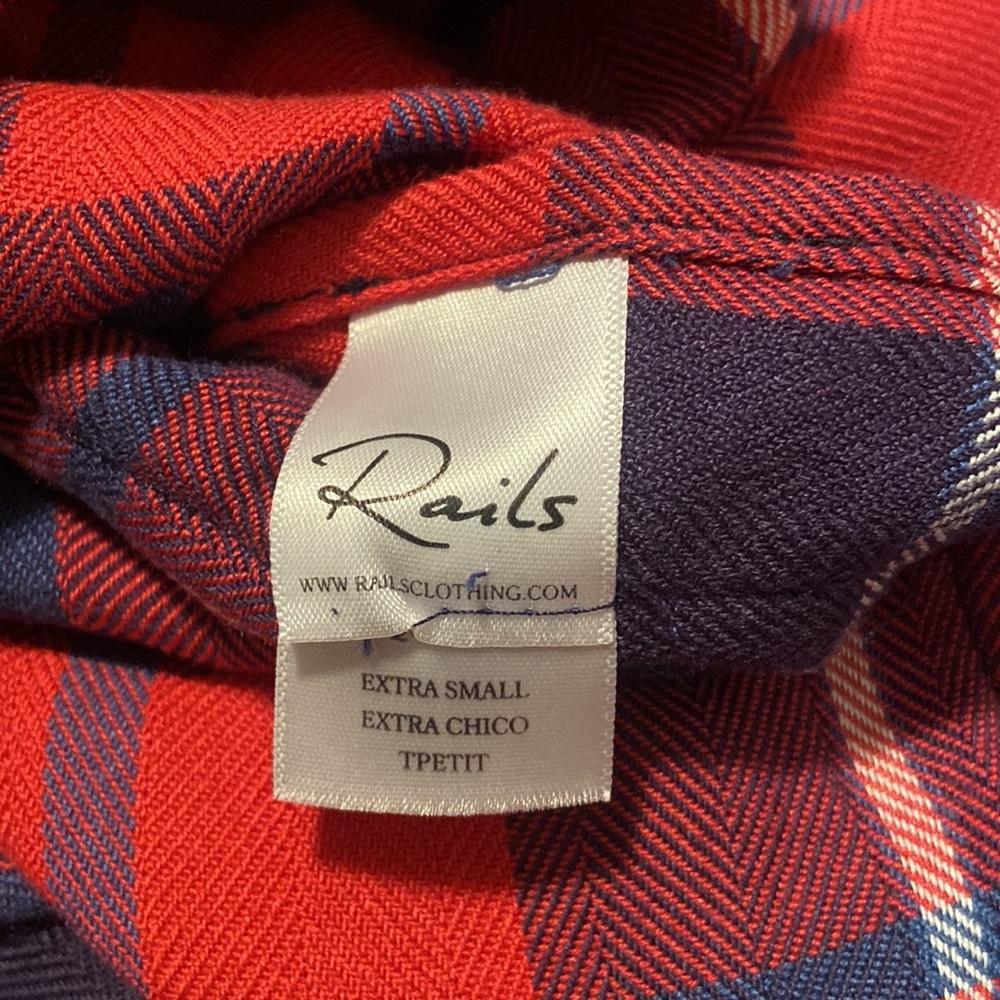 Rails
WWW RAILSCLOTHING.COM
EXTRA SMALL
EXTRA CHICO
TPETIT